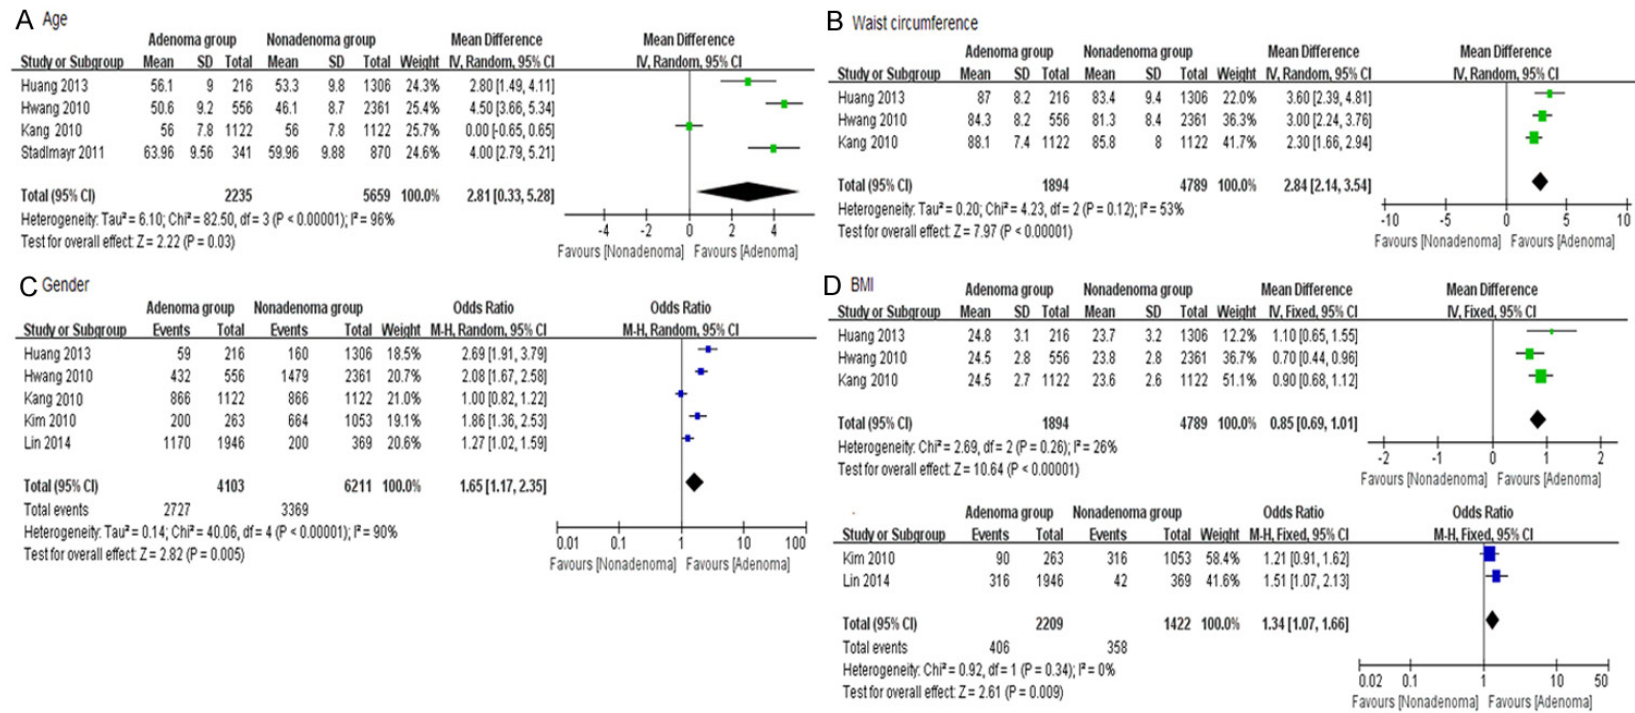 A Age
Adenoma group Nonadenoma group Mean Difference Mean Difference
Study or Subgroup Mean SD Total Mean SD Total Weight IV, Random, 95% CI IV, Random, 95% CI
Huang 2013 56.1 9 216 53.3 9.8 1306 24.3% 2.80 [1.49, 4.11]
Hwang 2010 50.6 9.2 556 46.1 8.7 2361 25.4% 4.50 [3.66, 5.34]
Kang 2010 56 7.8 1122 56 7.8 1122 25.7% 0.00 [-0.65, 0.65]
Stadlmayr 2011 63.96 9.56 341 59.96 9.88 870 24.6% 4.00 [2.79, 5.21]
Total (95% CI) 2235 5659 100.0% 2.81 [0.33, 5.28]
Heterogeneity: Tau² = 6.10; Chi² = 82.50, df = 3 (P < 0.00001); I² = 96%
Test for overall effect: Z = 2.22 (P = 0.03)
-4 -2 0 2 4
Favours [Nonadenoma] Favours [Adenoma]
B Waist circumference
Adenoma group Nonadenoma group Mean Difference Mean Difference
Study or Subgroup Mean SD Total Mean SD Total Weight IV, Random, 95% CI IV, Random, 95% CI
Huang 2013 87 8.2 216 83.4 9.4 1306 22.0% 3.60 [2.39, 4.81]
Hwang 2010 84.3 8.2 556 81.3 8.4 2361 36.3% 3.00 [2.24, 3.76]
Kang 2010 88.1 7.4 1122 85.8 8 1122 41.7% 2.30 [1.66, 2.94]
Total (95% CI) 1894 4789 100.0% 2.84 [2.14, 3.54]
Heterogeneity: Tau² = 0.20; Chi² = 4.23, df = 2 (P = 0.12); I² = 53%
Test for overall effect: Z = 7.97 (P < 0.00001)
-10 -5 0 5 10
Favours [Nonadenoma] Favours [Adenoma]
C Gender
Adenoma group Nonadenoma group Odds Ratio Odds Ratio
Study or Subgroup Events Total Events Total Weight M-H, Random, 95% CI M-H, Random, 95% CI
Huang 2013 59 216 160 1306 18.5% 2.69 [1.91, 3.79]
Hwang 2010 432 556 1479 2361 20.7% 2.08 [1.67, 2.58]
Kang 2010 866 1122 866 1122 21.0% 1.00 [0.82, 1.22]
Kim 2010 200 263 664 1053 19.1% 1.86 [1.36, 2.53]
Lin 2014 1170 1946 200 369 20.6% 1.27 [1.02, 1.59]
Total (95% CI) 4103 6211 100.0% 1.65 [1.17, 2.35]
Total events 2727 3369
Heterogeneity: Tau² = 0.14; Chi² = 40.06, df = 4 (P < 0.00001); I² = 90%
Test for overall effect: Z = 2.82 (P = 0.005)
0.01 0.1 1 10 100
Favours [Nonadenoma] Favours [Adenoma]
D BMI
Adenoma group Nonadenoma group Mean Difference Mean Difference
Study or Subgroup Mean SD Total Mean SD Total Weight IV, Fixed, 95% CI IV, Fixed, 95% CI
Huang 2013 24.8 3.1 216 23.7 3.2 1306 12.2% 1.10 [0.65, 1.55]
Hwang 2010 24.5 2.8 556 23.8 2.8 2361 36.7% 0.70 [0.44, 0.96]
Kang 2010 24.5 2.7 1122 23.6 2.6 1122 51.1% 0.90 [0.68, 1.12]
Total (95% CI) 1894 4789 100.0% 0.85 [0.69, 1.01]
Heterogeneity: Chi² = 2.69, df = 2 (P = 0.26); I² = 26%
Test for overall effect: Z = 10.64 (P < 0.00001)
-2 -1 0 1 2
Favours [Nonadenoma] Favours [Adenoma]
Adenoma group Nonadenoma group Odds Ratio Odds Ratio
Study or Subgroup Events Total Events Total Weight M-H, Fixed, 95% CI M-H, Fixed, 95% CI
Kim 2010 90 263 316 1053 58.4% 1.21 [0.91, 1.62]
Lin 2014 316 1946 42 369 41.6% 1.51 [1.07, 2.13]
Total (95% CI) 2209 1422 100.0% 1.34 [1.07, 1.66]
Total events 406 358
Heterogeneity: Chi² = 0.92, df = 1 (P = 0.34); I² = 0%
Test for overall effect: Z = 2.61 (P = 0.009)
0.02 0.1 1 10 50
Favours [Nonadenoma] Favours [Adenoma]